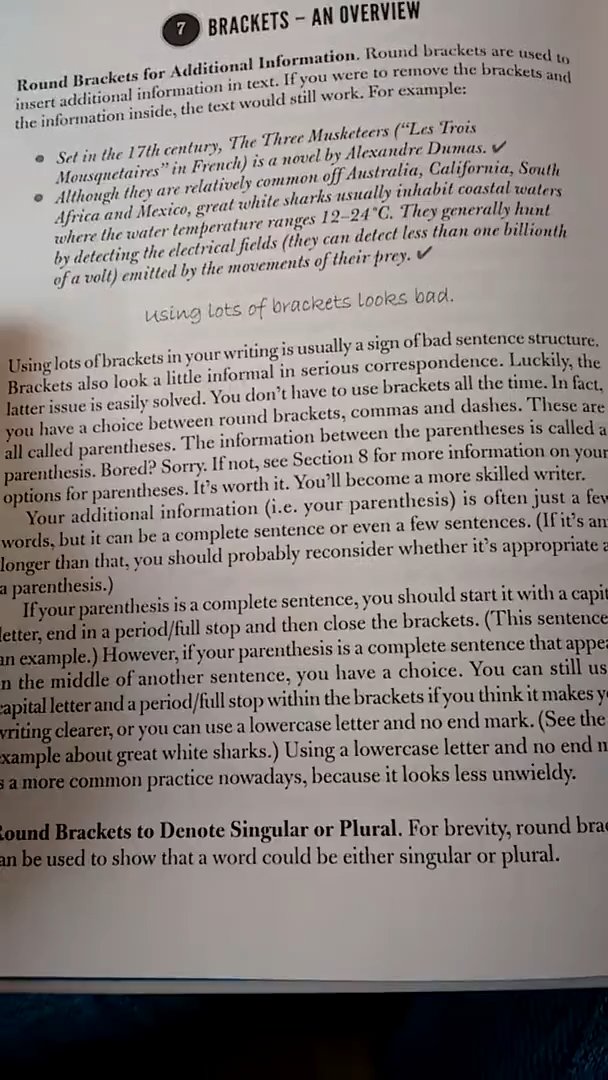 7 BRACKETS – AN OVERVIEW
Round Brackets for Additional Information. Round brackets are used to
insert additional information in text. If you were to remove the brackets and
the information inside, the text would still work. For example:
• Set in the 17th century, The Three Musketeers (“Les Trois
Mousquetaires” in French) is a novel by Alexandre Dumas. ✓
• Although they are relatively common off Australia, California, South
Africa and Mexico, great white sharks usually inhabit coastal waters
where the water temperature ranges 12–24°C. They generally hunt
by detecting the electrical fields (they can detect less than one billionth
of a volt) emitted by the movements of their prey. ✓
Using lots of brackets looks bad.
Using lots of brackets in your writing is usually a sign of bad sentence structure.
Brackets also look a little informal in serious correspondence. Luckily, the
latter issue is easily solved. You don’t have to use brackets all the time. In fact,
you have a choice between round brackets, commas and dashes. These are
all called parentheses. The information between the parentheses is called a
parenthesis. Bored? Sorry. If not, see Section 8 for more information on your
options for parentheses. It’s worth it. You’ll become a more skilled writer.
Your additional information (i.e. your parenthesis) is often just a few
words, but it can be a complete sentence or even a few sentences. (If it’s an
longer than that, you should probably reconsider whether it’s appropriate a
a parenthesis.)
If your parenthesis is a complete sentence, you should start it with a capit
letter, end in a period/full stop and then close the brackets. (This sentence
an example.) However, if your parenthesis is a complete sentence that appea
n the middle of another sentence, you have a choice. You can still us
capital letter and a period/full stop within the brackets if you think it makes y
writing clearer, or you can use a lowercase letter and no end mark. (See the
example about great white sharks.) Using a lowercase letter and no end m
s a more common practice nowadays, because it looks less unwieldy.
Round Brackets to Denote Singular or Plural. For brevity, round brac
an be used to show that a word could be either singular or plural.